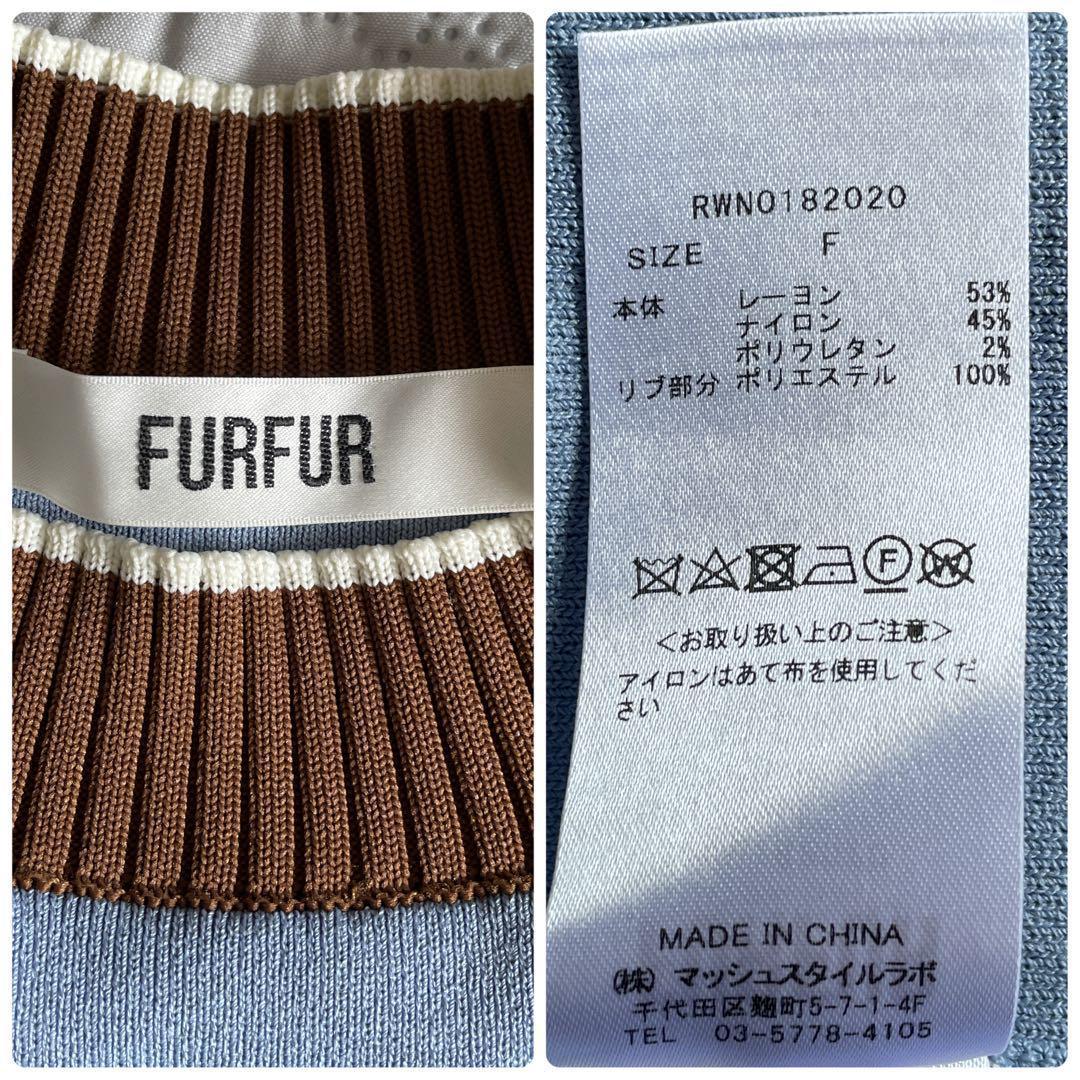 FURFUR
RWNO182020
SIZE F
本体 レーヨン 53%
ナイロン 45%
ポリウレタン 2%
リブ部分 ポリエステル 100%
F W
<お取り扱い上のご注意>
アイロンはあて布を使用してくだ
さい
MADE IN CHINA
(株) マッシュスタイルラボ
千代田区麹町5-7-1-4F
TEL 03-5778-4105